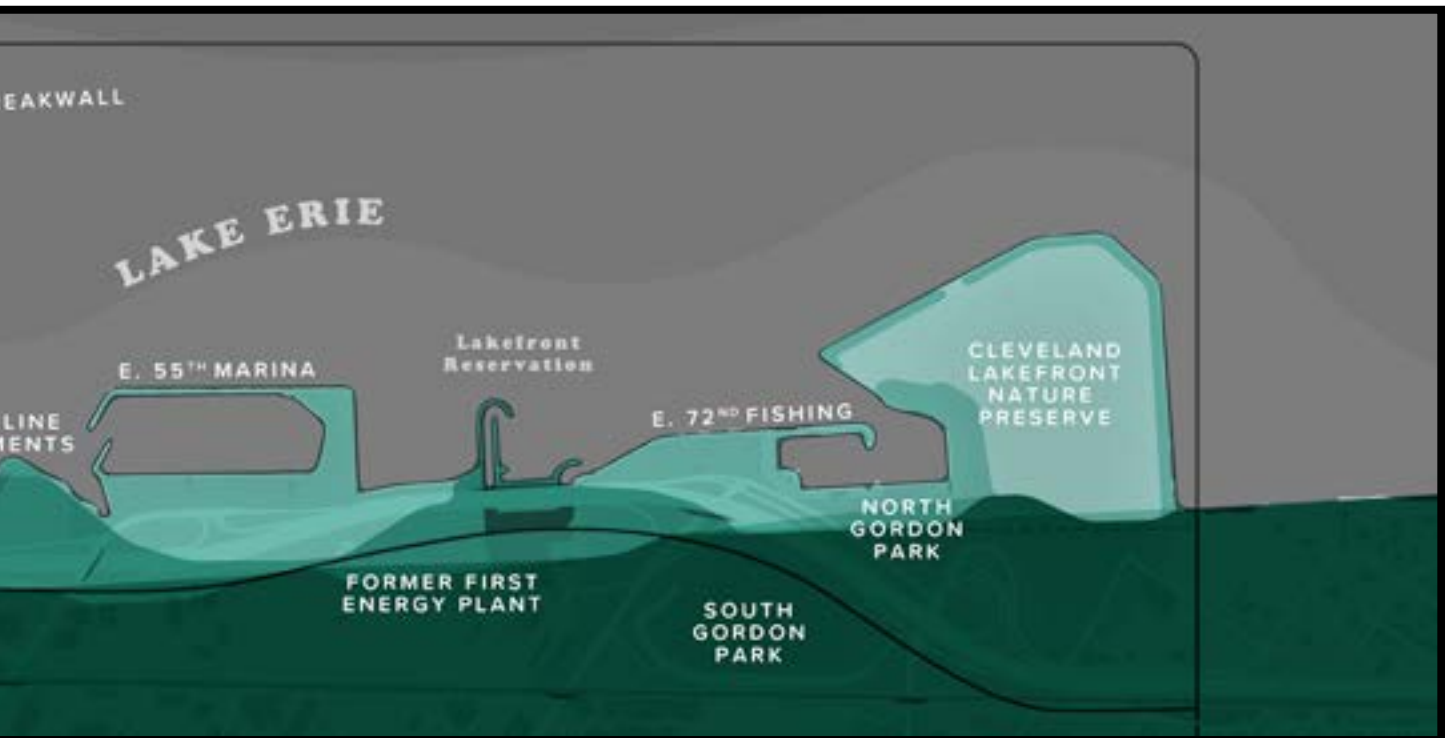 EAKWALL
LAKE ERIE
Lakefront
Reservation
E. 55TH MARINA
LINE
MENTS
E. 72ND FISHING
CLEVELAND
LAKEFRONT
NATURE
PRESERVE
NORTH
GORDON
PARK
FORMER FIRST
ENERGY PLANT
SOUTH
GORDON
PARK